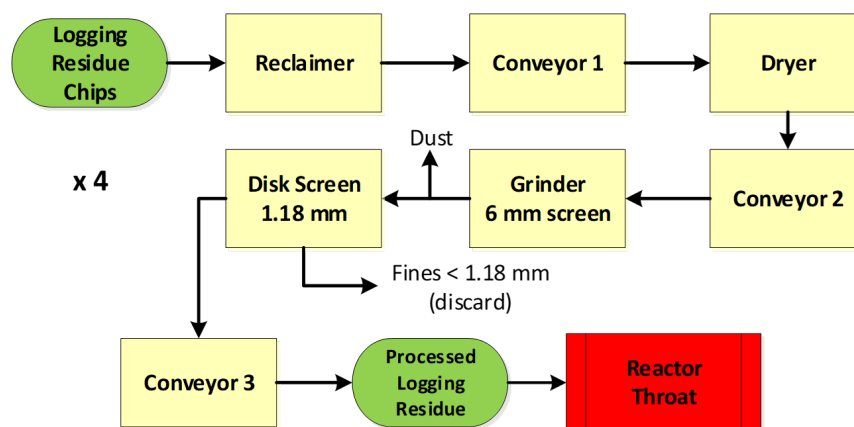 Logging
Residue
Chips
Reclaimer
Conveyor 1
Dryer
Dust
x 4
Disk Screen
1.18 mm
Grinder
6 mm screen
Conveyor 2
Fines < 1.18 mm
(discard)
Conveyor 3
Processed
Logging
Residue
Reactor
Throat